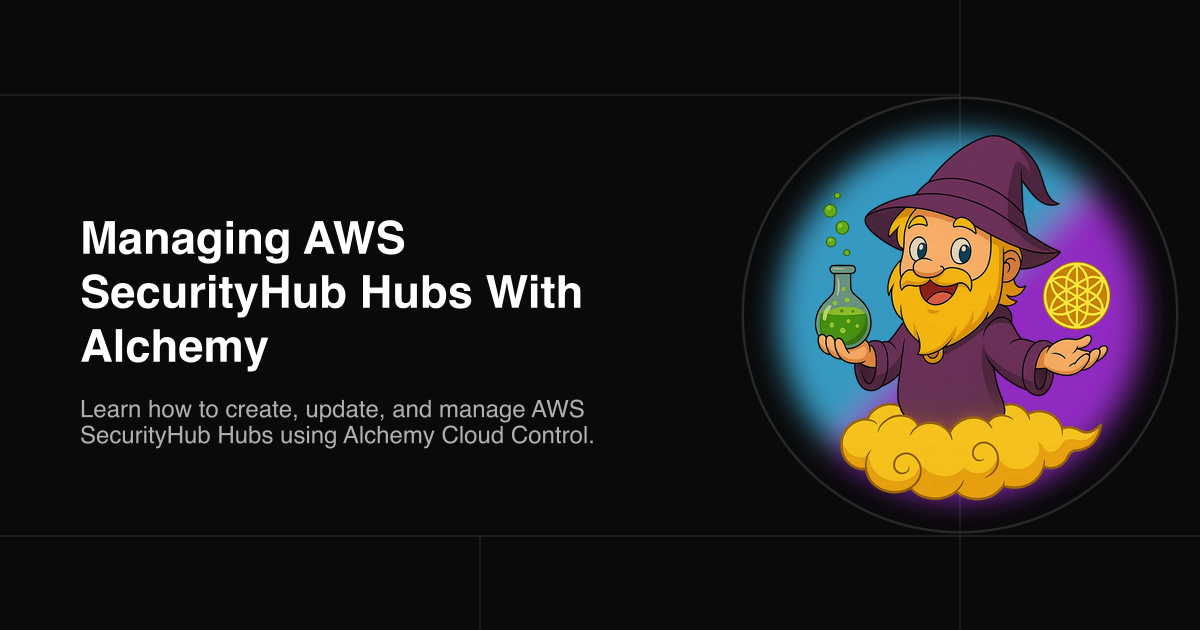 Managing AWS
SecurityHub Hubs With
Alchemy
Learn how to create, update, and manage AWS
SecurityHub Hubs using Alchemy Cloud Control.